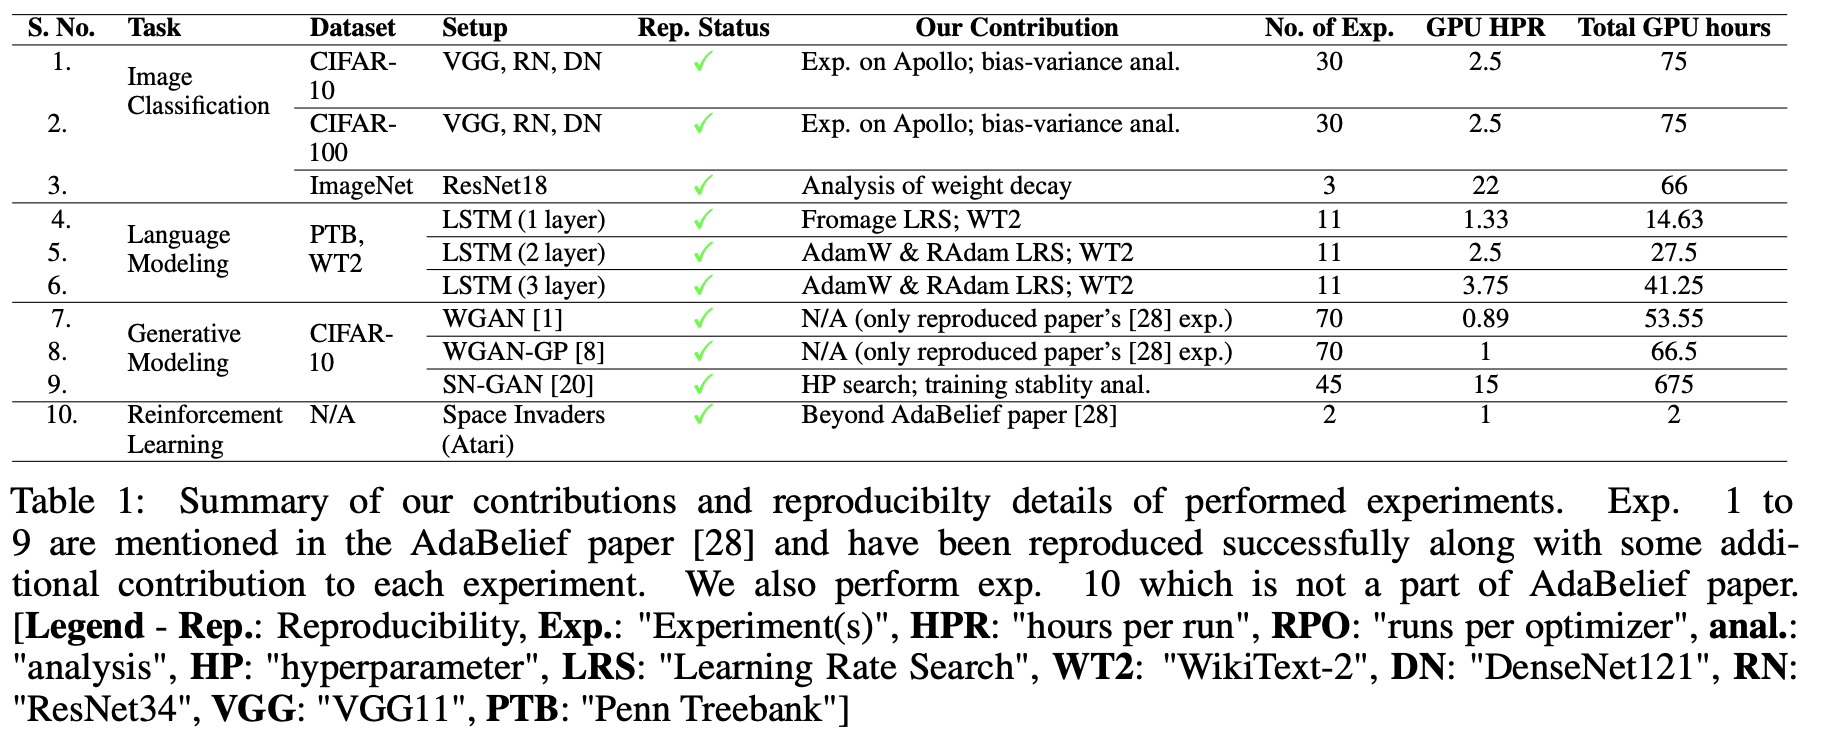 S. No. Task Dataset Setup Rep. Status Our Contribution No. of Exp. GPU HPR Total GPU hours
1. Image Classification CIFAR-10 VGG, RN, DN ✓ Exp. on Apollo; bias-variance anal. 30 2.5 75
2. CIFAR-100 VGG, RN, DN ✓ Exp. on Apollo; bias-variance anal. 30 2.5 75
3. ImageNet ResNet18 ✓ Analysis of weight decay 3 22 66
4. Language Modeling PTB, WT2 LSTM (1 layer) ✓ Fromage LRS; WT2 11 1.33 14.63
5. LSTM (2 layer) ✓ AdamW & RAdam LRS; WT2 11 2.5 27.5
6. LSTM (3 layer) ✓ AdamW & RAdam LRS; WT2 11 3.75 41.25
7. Generative Modeling CIFAR-10 WGAN [1] ✓ N/A (only reproduced paper's [28] exp.) 70 0.89 53.55
8. WGAN-GP [8] ✓ N/A (only reproduced paper's [28] exp.) 70 1 66.5
9. SN-GAN [20] ✓ HP search; training stablity anal. 45 15 675
10. Reinforcement Learning N/A Space Invaders (Atari) ✓ Beyond AdaBelief paper [28] 2 1 2
Table 1: Summary of our contributions and reproducibilty details of performed experiments. Exp. 1 to
9 are mentioned in the AdaBelief paper [28] and have been reproduced successfully along with some addi-
tional contribution to each experiment. We also perform exp. 10 which is not a part of AdaBelief paper.
[Legend - Rep.: Reproducibility, Exp.: "Experiment(s)", HPR: "hours per run", RPO: "runs per optimizer", anal.:
"analysis", HP: "hyperparameter", LRS: "Learning Rate Search", WT2: "WikiText-2", DN: "DenseNet121", RN:
"ResNet34", VGG: "VGG11", PTB: "Penn Treebank"]